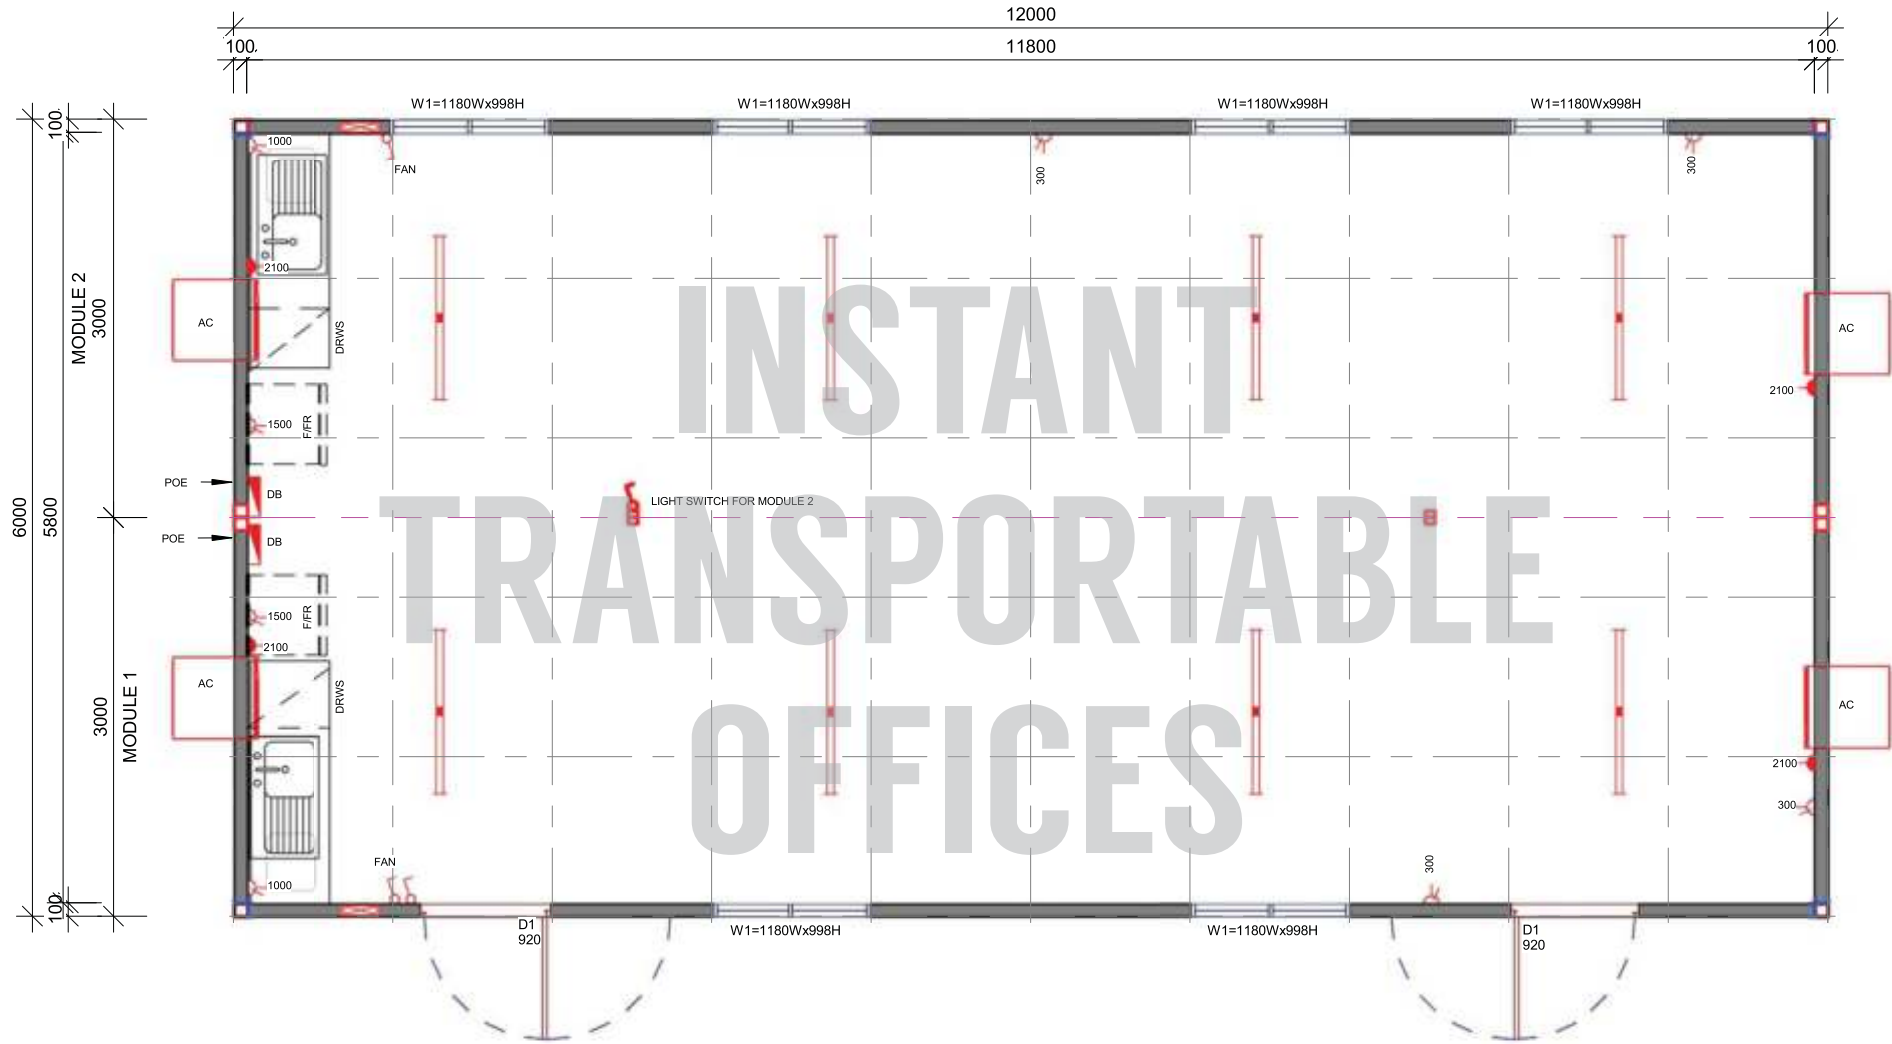 12000
100
11800
100
W1=1180Wx998H
W1=1180Wx998H
W1=1180Wx998H
W1=1180Wx998H
100
1000
FAN
300
300
2100
MODULE 2
3000
AC
DRWS
AC
2100
INSTANT
1500
F/FR
POE
DB
LIGHT SWITCH FOR MODULE 2
6000
5800
TRANSPORTABLE
POE
DB
1500
F/FR
2100
AC
DRWS
3000
MODULE 1
AC
OFFICES
2100
300
FAN
300
1000
100
D1
920
W1=1180Wx998H
W1=1180Wx998H
D1
920